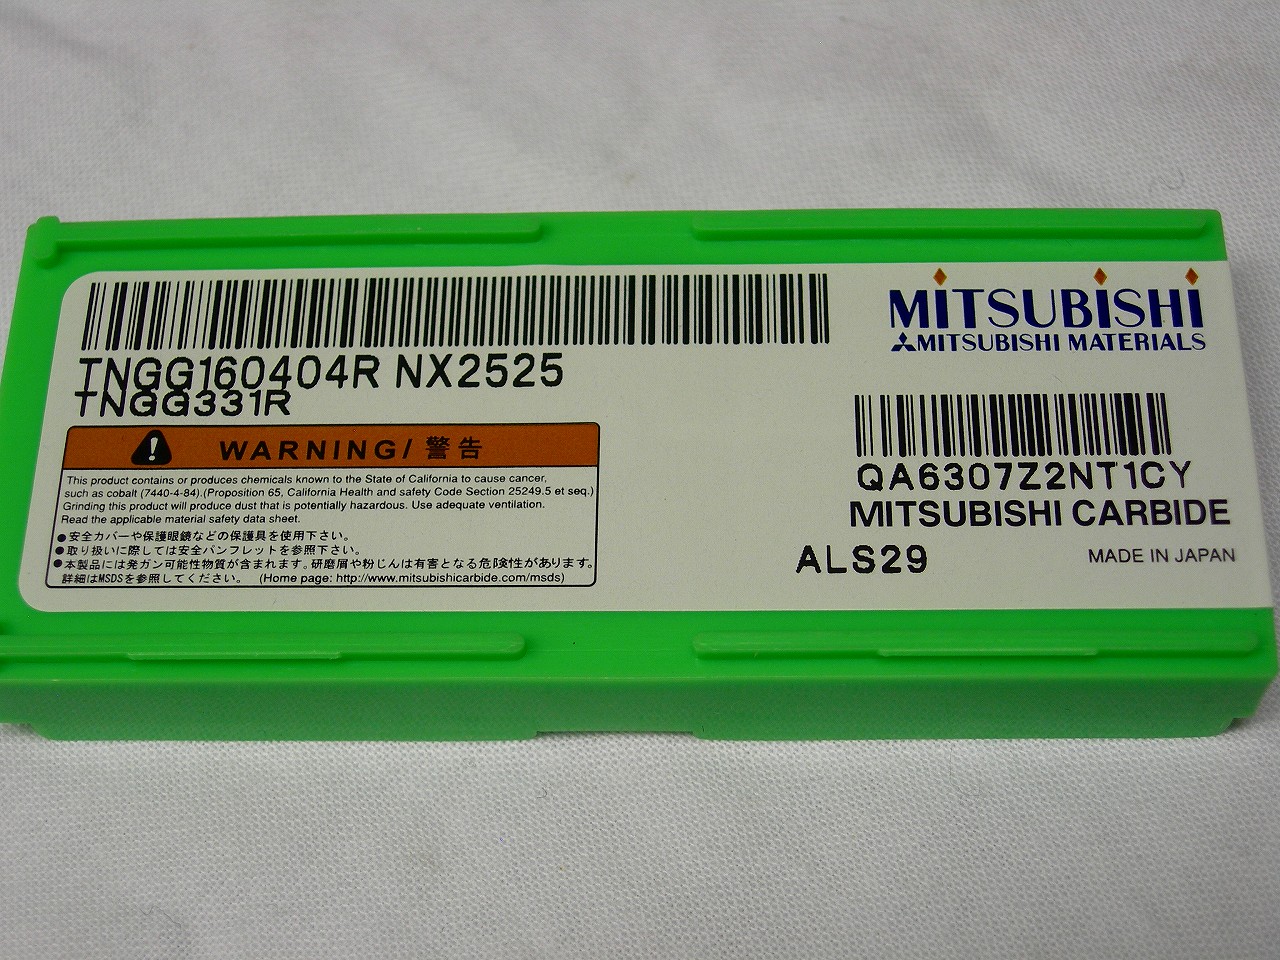 TNGG160404R NX2525
TNGG331R
WARNING/ 警告
This product contains or produces chemicals known to the State of California to cause cancer,
such as cobalt (7440-4-84).(Proposition 65, California Health and safety Code Section 25249.5 et seq.)
Grinding this product will produce dust that is potentially hazardous. Use adequate ventilation.
Read the applicable material safety data sheet.
●安全カバーや保護眼鏡などの保護具を使用下さい。
●取り扱いに際しては安全パンフレットを参照下さい。
●本製品には発ガン可能性物質が含まれます。研磨屑や粉じんは有害となる危険性があります。
詳細はMSDSを参照してください。 (Home page: http://www.mitsubishicarbide.com/msds)
MITSUBISHI
MITSUBISHI MATERIALS
QA6307Z2NT1CY
MITSUBISHI CARBIDE
ALS29
MADE IN JAPAN